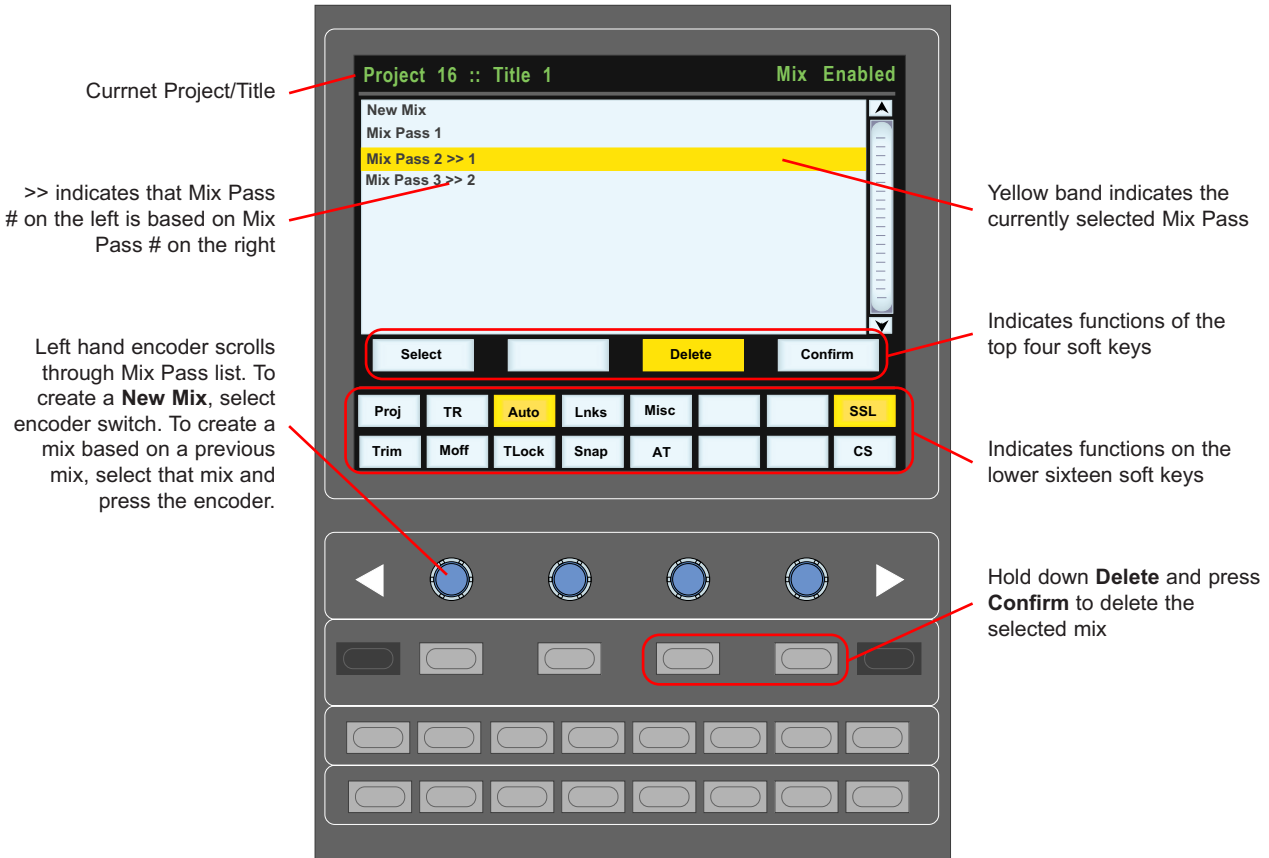 Project 16 :: Title 1 Mix Enabled
Currnet Project/Title
New Mix
Mix Pass 1
Mix Pass 2 >> 1
Mix Pass 3 >> 2
>> indicates that Mix Pass
# on the left is based on Mix
Pass # on the right
Yellow band indicates the
currently selected Mix Pass
Left hand encoder scrolls
through Mix Pass list. To
create a New Mix, select
encoder switch. To create a
mix based on a previous
mix, select that mix and
press the encoder.
Indicates functions of the
top four soft keys
Select Delete Confirm
Proj TR Auto Lnks Misc SSL
Trim Moff TLock Snap AT CS
Indicates functions on the
lower sixteen soft keys
Hold down Delete and press
Confirm to delete the
selected mix